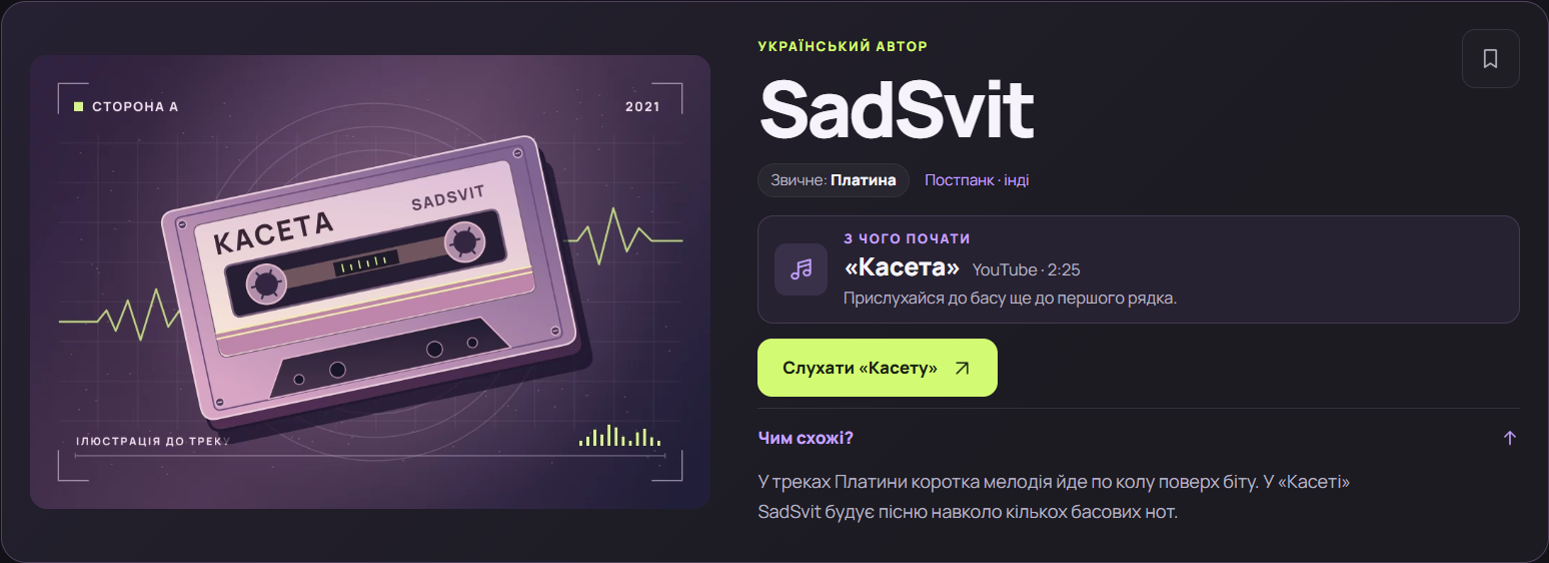 СТОРОНА А
2021
КАСЕТА
SADSVIT
ІЛЮСТРАЦІЯ ДО ТРЕКУ
УКРАЇНСЬКИЙ АВТОР
SadSvit
Звичне: Платина
Постпанк · інді
З ЧОГО ПОЧАТИ
«Касета» YouTube · 2:25
Прислухайся до басу ще до першого рядка.
Слухати «Касету»
Чим схожі?
У треках Платини коротка мелодія йде по колу поверх біту. У «Касеті»
SadSvit будує пісню навколо кількох басових нот.